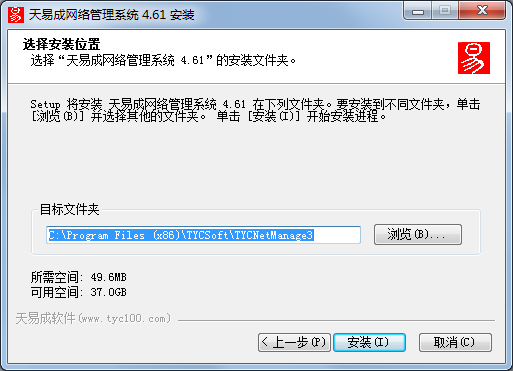 天易成网络管理系统 4.61 安装
选择安装位置
选择“天易成网络管理系统 4.61”的安装文件夹。
易
Setup 将安装 天易成网络管理系统 4.61 在下列文件夹。要安装到不同文件夹，单击
[浏览(B)] 并选择其他的文件夹。 单击 [安装(I)] 开始安装进程。
目标文件夹
C:\Program Files (x86)\TYCSoft\TYCNetManage3
浏览(B)...
所需空间: 49.6MB
可用空间: 37.0GB
天易成软件(www.tyc100.com)
< 上一步(P)
安装(I)
取消(C)